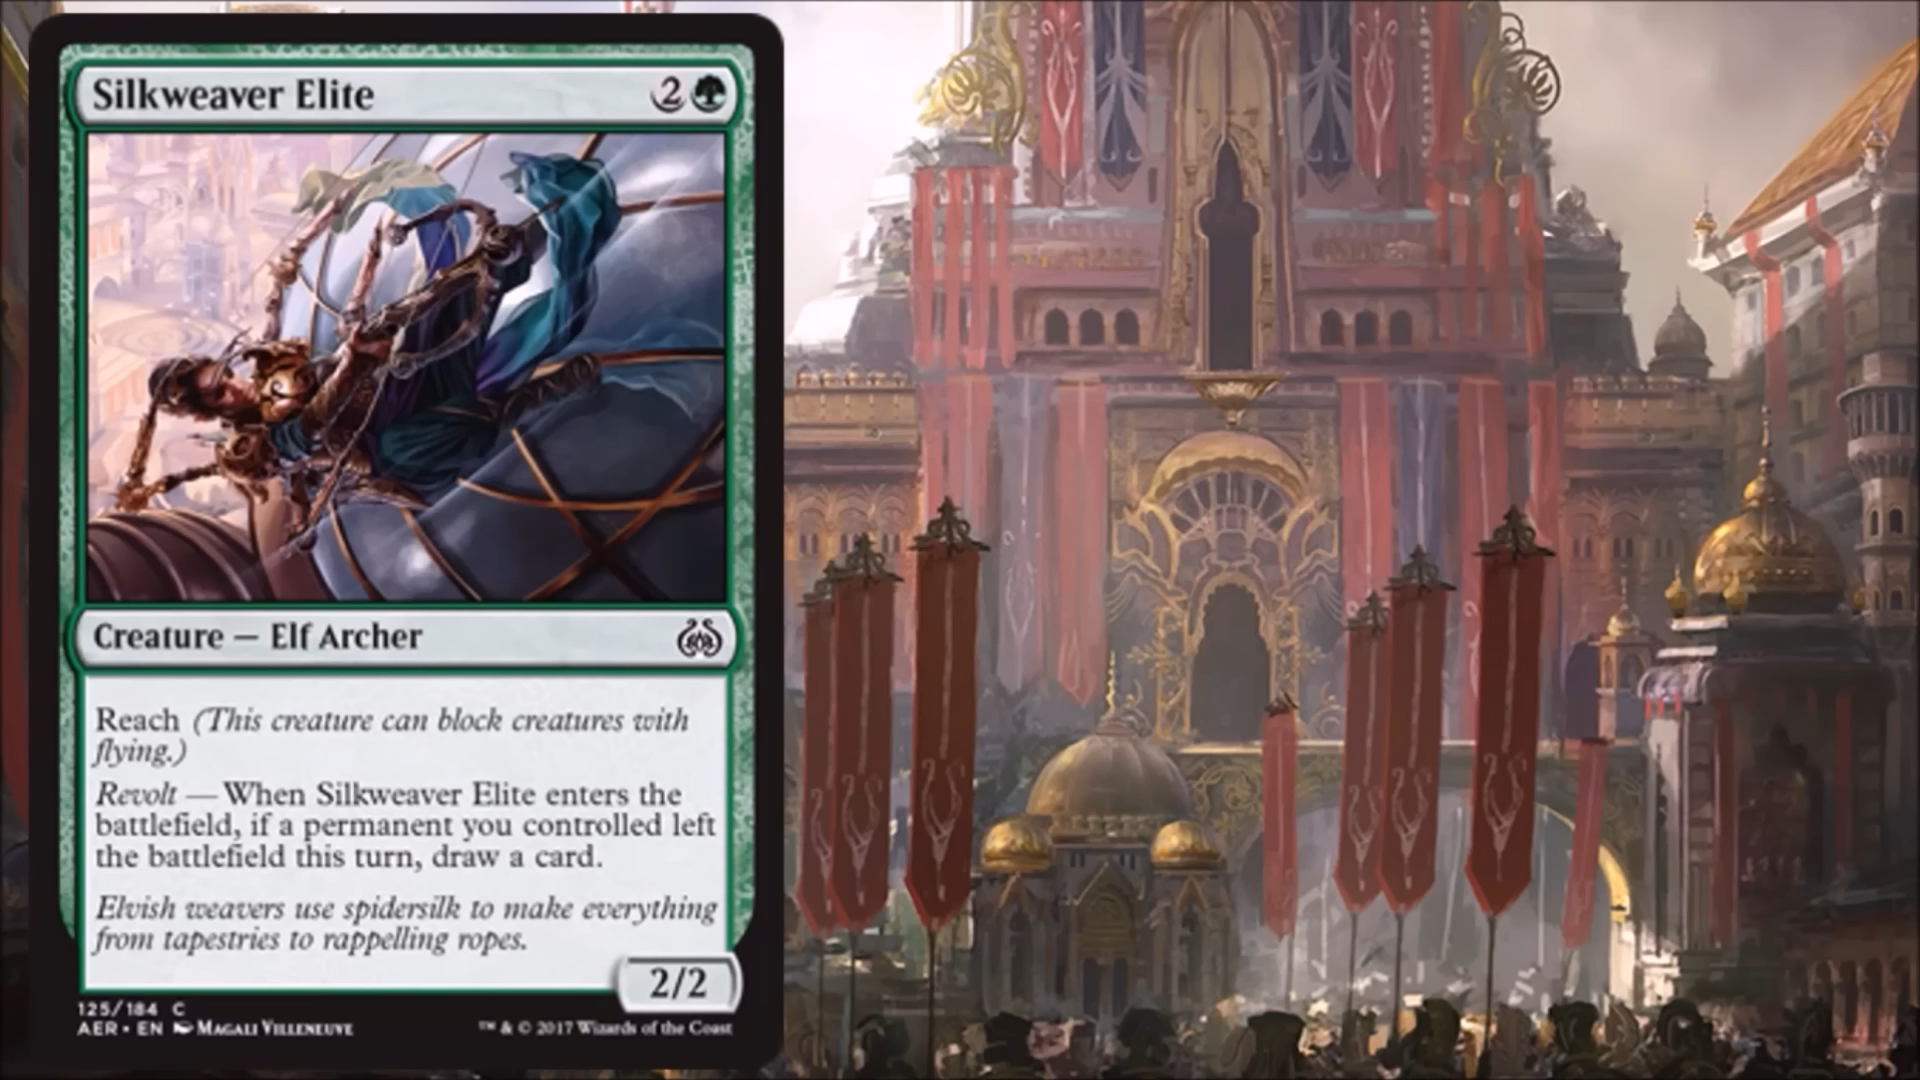 Silkweaver Elite 2
Creature — Elf Archer
Reach (This creature can block creatures with
flying.)
Revolt — When Silkweaver Elite enters the
battlefield, if a permanent you controlled left
the battlefield this turn, draw a card.
Elvish weavers use spidersilk to make everything
from tapestries to rappelling ropes.
2/2
125/184 C
AER • EN Magali Villeneuve
™ & © 2017 Wizards of the Coast